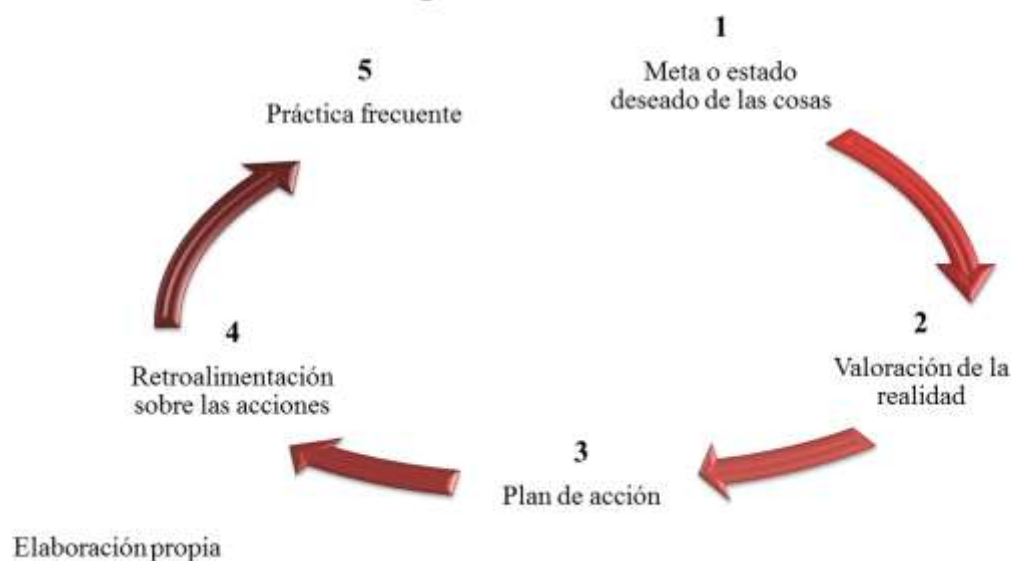 1
Meta o estado
deseado de las cosas
2
Valoración de la
realidad
3
Plan de acción
4
Retroalimentación
sobre las acciones
5
Práctica frecuente
Elaboración propia